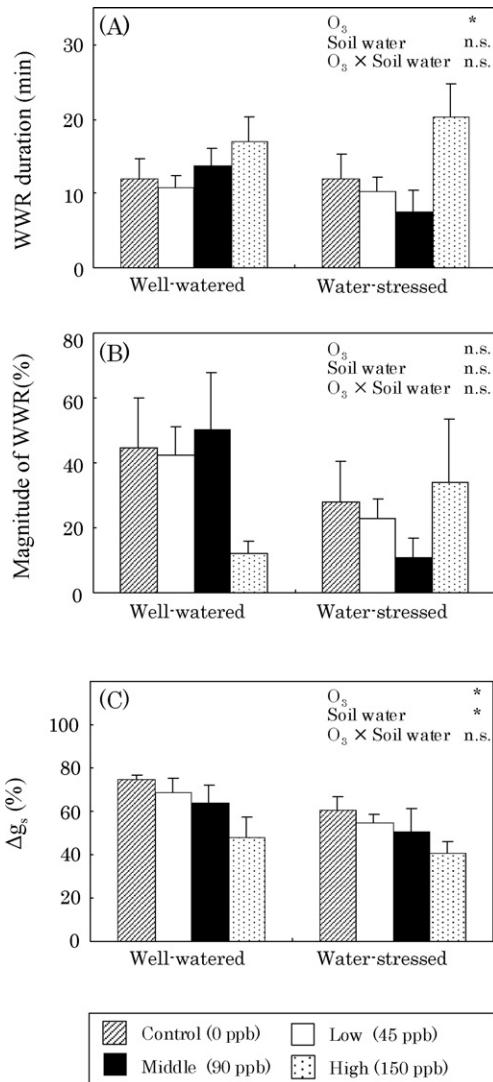 (A)
O₃ *
Soil water n.s.
O₃ × Soil water n.s.
WWR duration (min)
30
20
10
0
Well-watered Water-stressed
(B)
O₃ n.s.
Soil water n.s.
O₃ × Soil water n.s.
Magnitude of WWR(%)
80
60
40
20
0
Well-watered Water-stressed
(C)
O₃ *
Soil water *
O₃ × Soil water n.s.
Δgₛ (%)
100
80
60
40
20
0
Well-watered Water-stressed
Control (0 ppb) Low (45 ppb)
Middle (90 ppb) High (150 ppb)